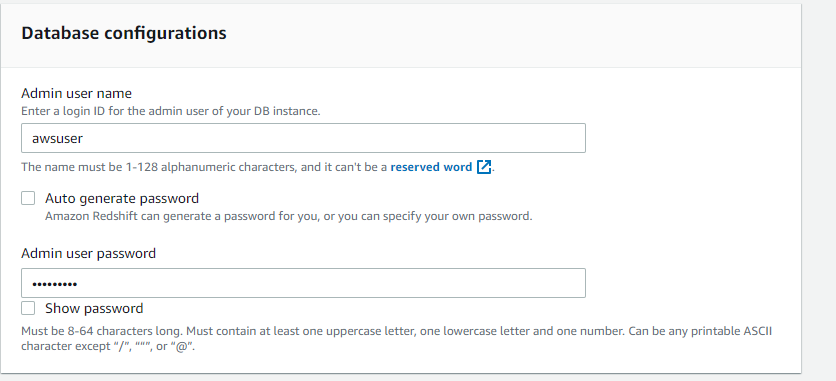 Database configurations
Admin user name
Enter a login ID for the admin user of your DB instance.
awsuser
The name must be 1-128 alphanumeric characters, and it can't be a reserved word.
Auto generate password
Amazon Redshift can generate a password for you, or you can specify your own password.
Admin user password
•••••••••
Show password
Must be 8-64 characters long. Must contain at least one uppercase letter, one lowercase letter and one number. Can be any printable ASCII
character except “/”, “"”, or “@”.